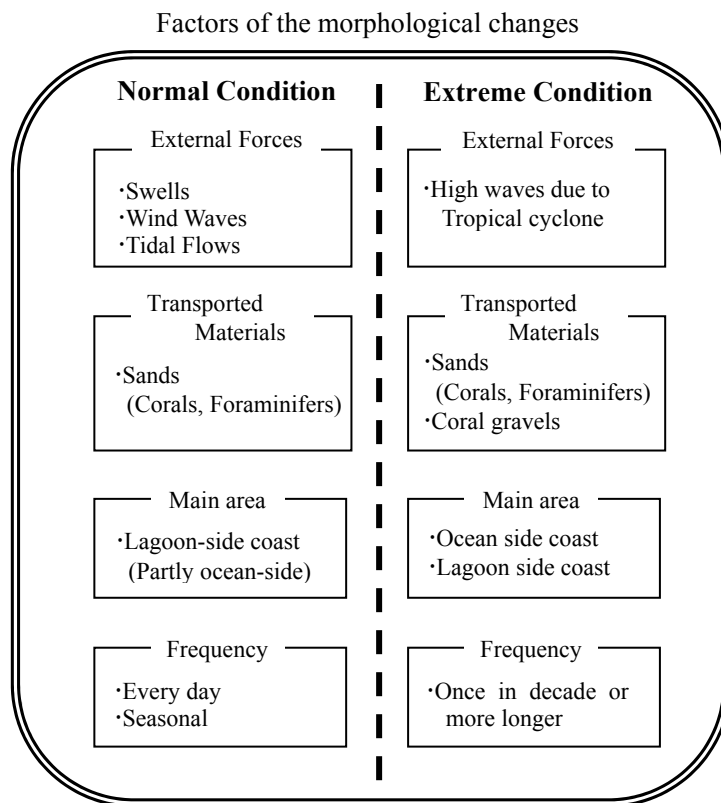 Factors of the morphological changes
Normal Condition
External Forces
·Swells
·Wind Waves
·Tidal Flows
Transported
Materials
·Sands
(Corals, Foraminifers)
Main area
·Lagoon-side coast
(Partly ocean-side)
Frequency
·Every day
·Seasonal
Extreme Condition
External Forces
·High waves due to
Tropical cyclone
Transported
Materials
·Sands
(Corals, Foraminifers)
·Coral gravels
Main area
·Ocean side coast
·Lagoon side coast
Frequency
·Once in decade or
more longer